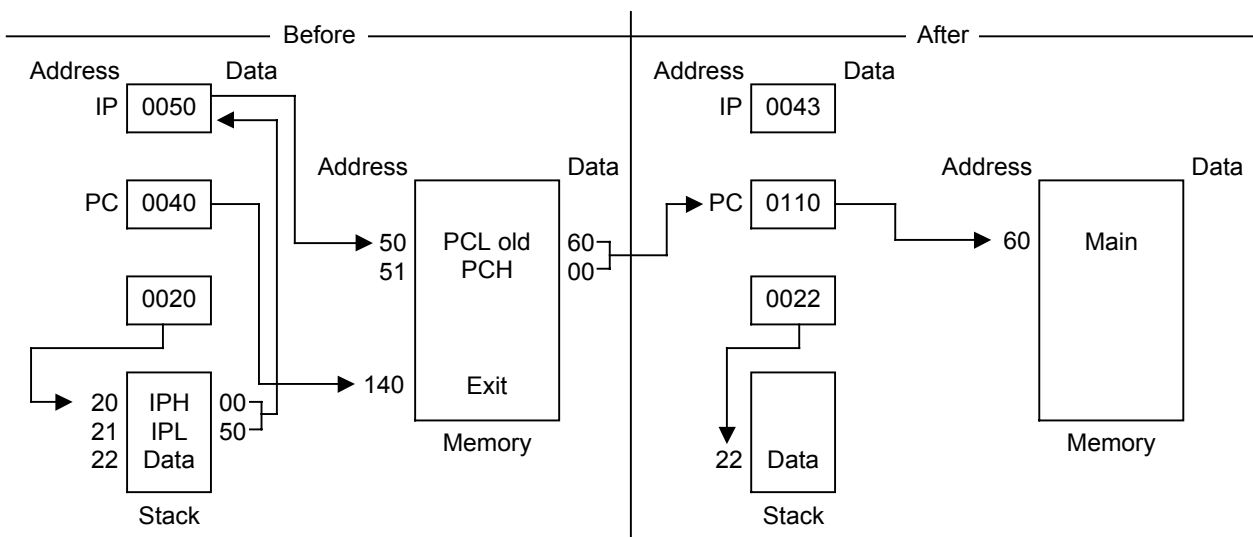 Before
Address Data
IP 0050
Address Data
PC 0040
50 PCL old 60
51 PCH 00
0020
140 Exit
20 IPH 00
21 IPL 50
22 Data
Memory
Stack
After
Address Data
IP 0043
Address Data
PC 0110
60 Main
0022
22 Data
Memory
Stack